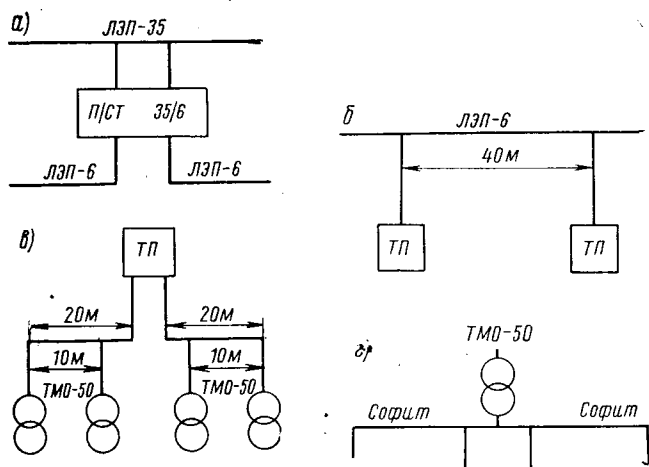 а)
ЛЭП-35
П/СТ 35/6
ЛЭП-6 ЛЭП-6
б
ЛЭП-6
40м
ТП ТП
в)
ТП
20м 20м
10м 10м
ТМО-50 ТМО-50
г)
ТМО-50
Софит Софит